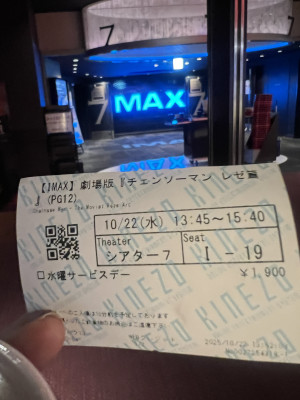 7
IMAX
【IMAX】劇場版『チェンソーマン レゼ篇
』(PG12)
10/22(水) 13:45～15:40
Theater
シアター7
Seat
I - 19
□水曜サービスデー
￥1,900
KINEZO